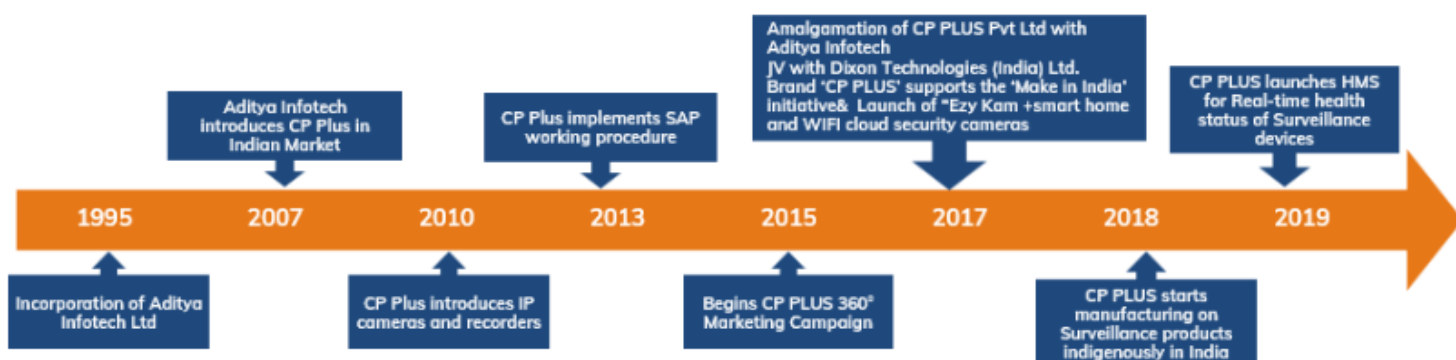 Amalgamation of CP PLUS Pvt Ltd with
Aditya Infotech
JV with Dixon Technologies (India) Ltd.
Brand ‘CP PLUS’ supports the ‘Make in India’
initiative& Launch of “Ezy Kam +smart home
and WIFI cloud security cameras
Aditya Infotech
introduces CP Plus in
Indian Market
CP Plus implements SAP
working procedure
CP PLUS launches HMS
for Real-time health
status of Surveillance
devices
1995 2007 2010 2013 2015 2017 2018 2019
Incorporation of Aditya
Infotech Ltd
CP Plus introduces IP
cameras and recorders
Begins CP PLUS 360°
Marketing Campaign
CP PLUS starts
manufacturing on
Surveillance products
indigenously in India